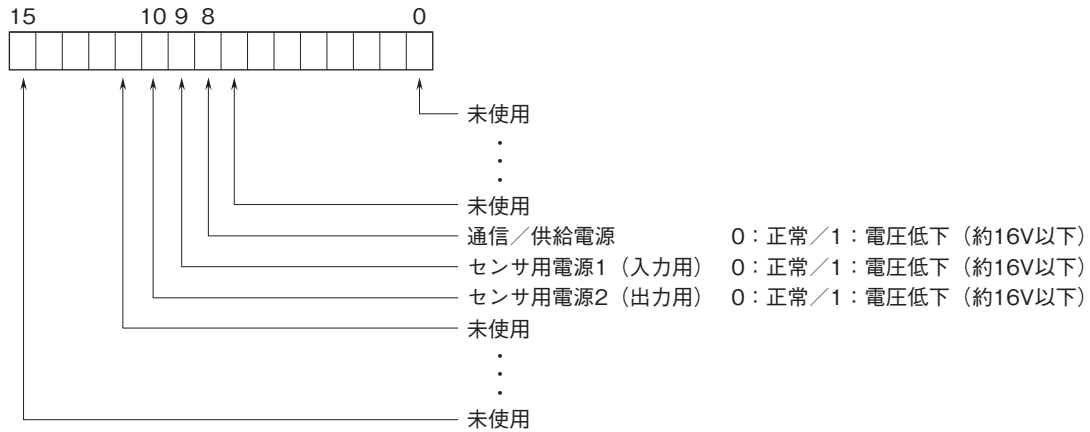 15 10 9 8 0
未使用
・
・
・
未使用
通信／供給電源 0：正常／1：電圧低下（約16V以下）
センサ用電源1（入力用） 0：正常／1：電圧低下（約16V以下）
センサ用電源2（出力用） 0：正常／1：電圧低下（約16V以下）
未使用
・
・
・
未使用